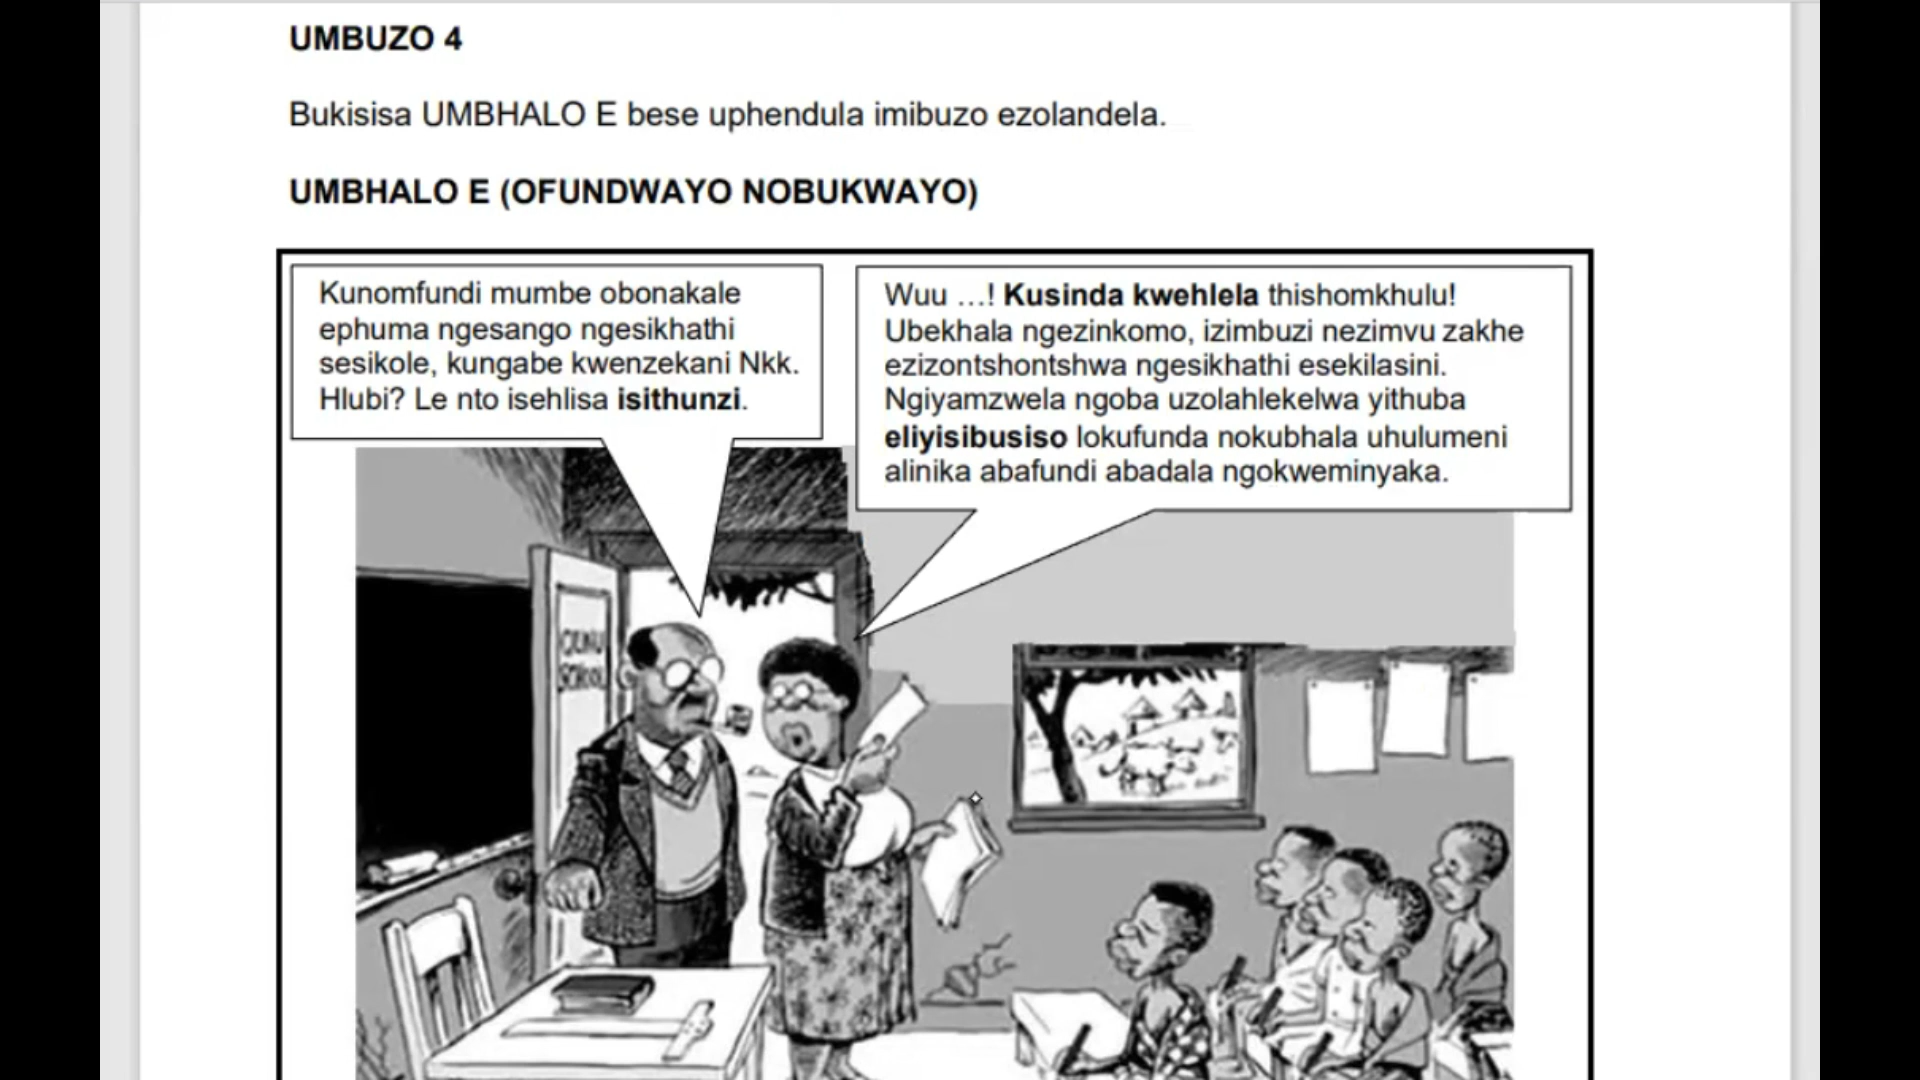 UMBUZO 4
Bukisisa UMBHALO E bese uphendula imibuzo ezolandela.
UMBHALO E (OFUNDWAYO NOBUKWAYO)
Kunomfundi mumbe obonakale
ephuma ngesango ngesikhathi
sesikole, kungabe kwenzekani Nkk.
Hlubi? Le nto isehlisa isithunzi.
Wuu …! Kusinda kwehlela thishomkhulu!
Ubekhala ngezinkomo, izimbuzi nezimvu zakhe
ezizontshontshwa ngesikhathi esekilasini.
Ngiyamzwela ngoba uzolahlekelwa yithuba
eliyisibusiso lokufunda nokubhala uhulumeni
alinika abafundi abadala ngokweminyaka.
SCHOOL